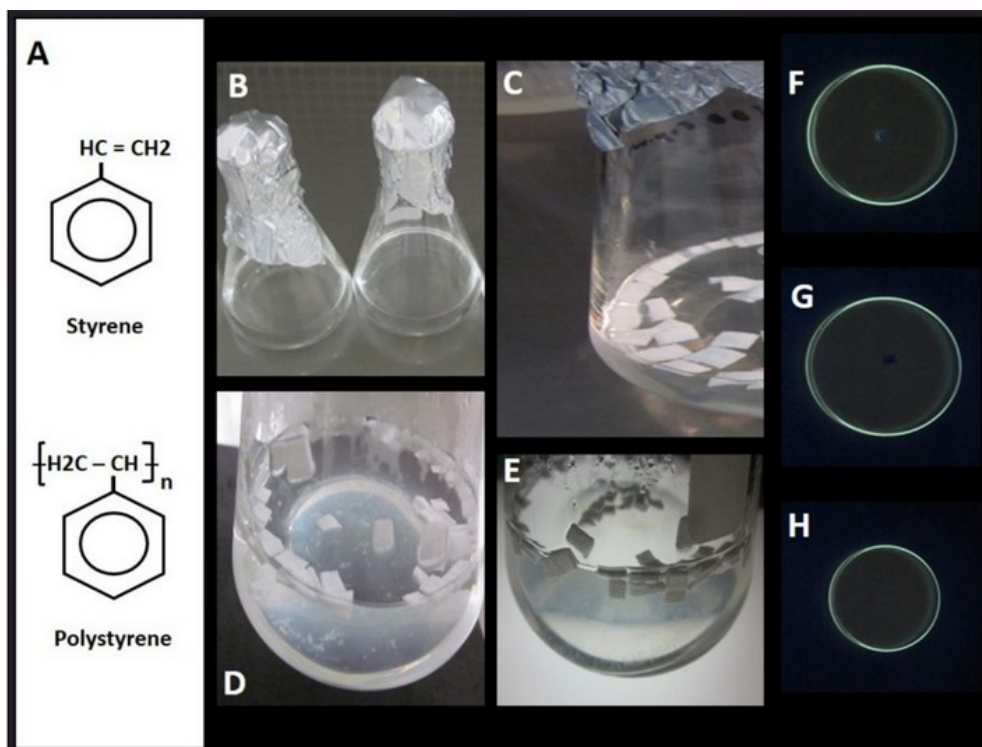 A
HC = CH2
Styrene
H2C – CH
n
Polystyrene
B
C
D
E
F
G
H